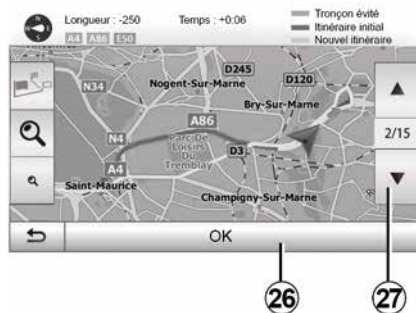 Longueur : -250
Temps : +0:06
Tronçon évité
Itinéraire initial
Nouvel itinéraire
A4 A86 E50
N34
D245
D120
Nogent-Sur-Marne
Bry-Sur-Marne
A86
2/15
N4
Parc De
Loisirs
Du
Tremblay
D3
A4
Saint-Maurice
Champigny-Sur-Marne
OK
26
27